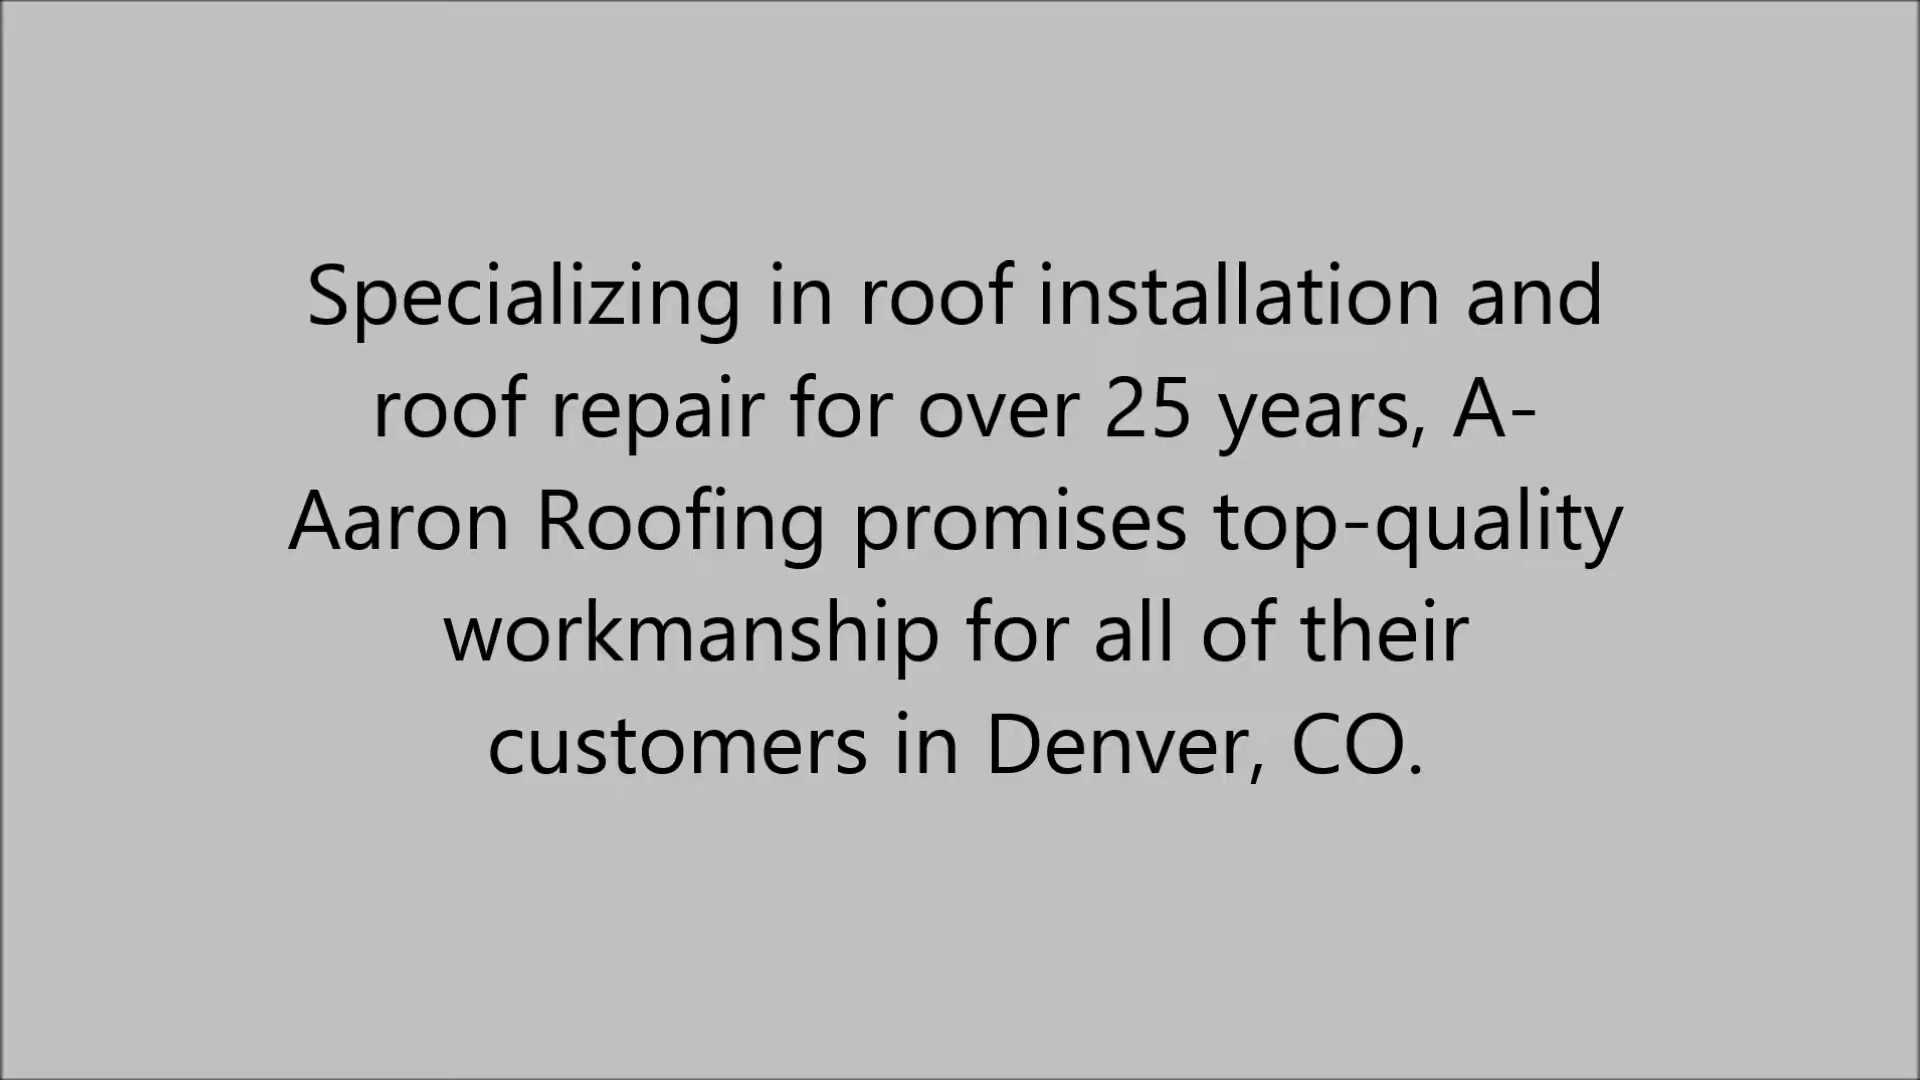 Specializing in roof installation and
roof repair for over 25 years, A-
Aaron Roofing promises top-quality
workmanship for all of their
customers in Denver, CO.